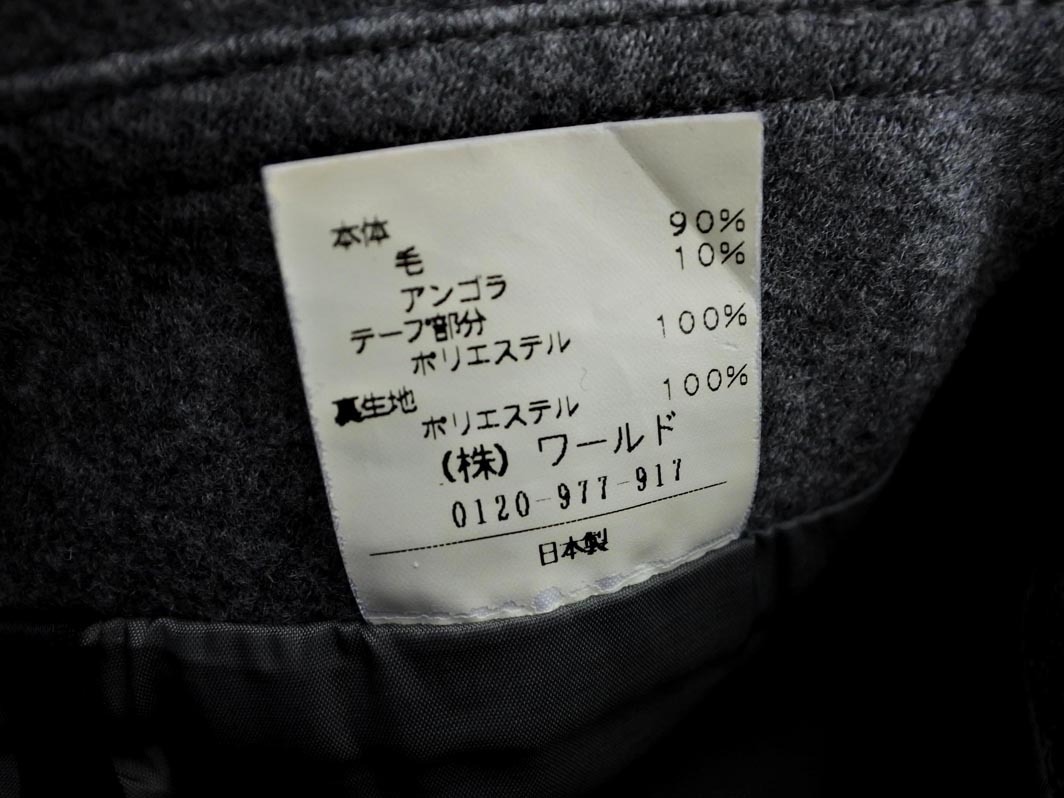 本体
毛 90%
アンゴラ 10%
テープ部分
ポリエステル 100%
裏生地
ポリエステル 100%
(株) ワールド
0120-977-917
日本製